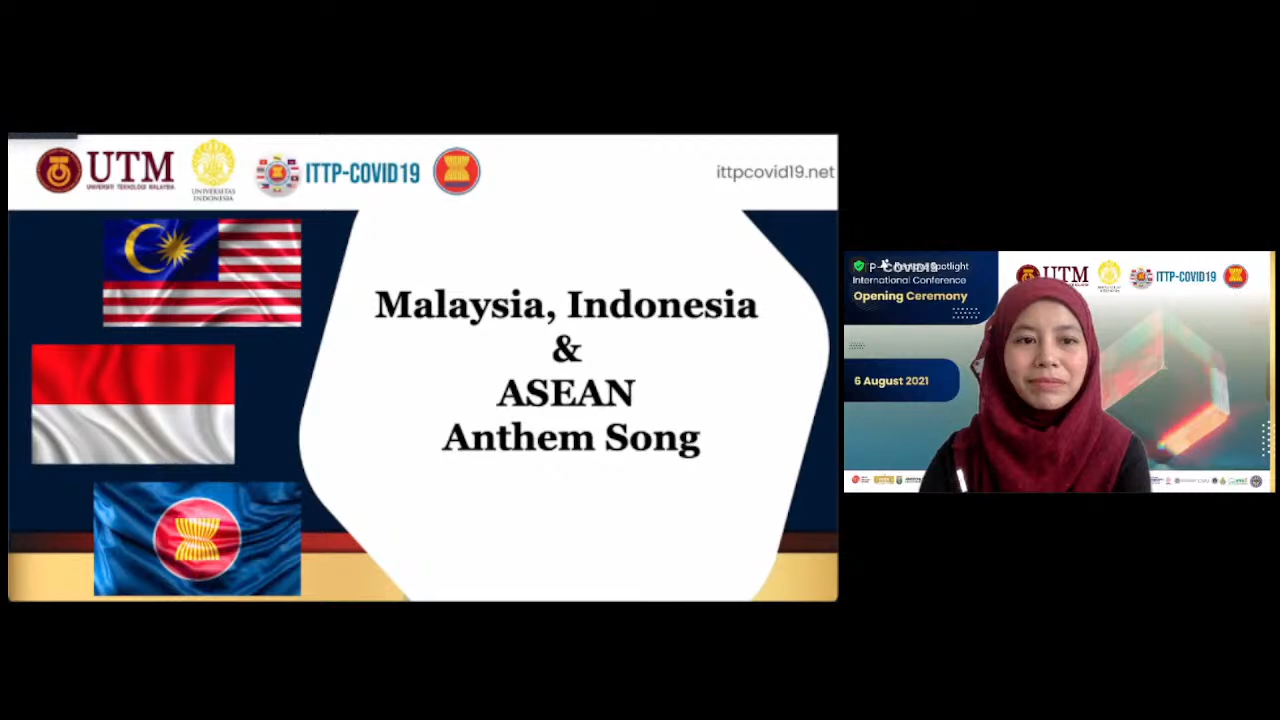 UTM
UNIVERSITI TEKNOLOGI MALAYSIA
UNIVERSITAS
INDONESIA
ITTP-COVID19
ittpcovid19.net
Malaysia, Indonesia
&
ASEAN
Anthem Song
International Conference
Opening Ceremony
6 August 2021
UTM
ITTP-COVID19